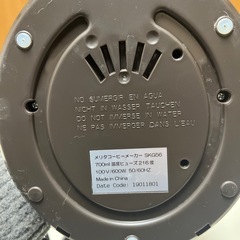 NO SUMERGIR EN AGUA
NICHT IN WASSER TAUCHEN
DO NOT IMMERSE IN WATER
NE PAS IMMERGER DANS L'EAU
メリタコーヒーメーカー SKG56
700ml 温度ヒューズ216度
100V/600W 50/60HZ
Made in China
Date Code: 19011801